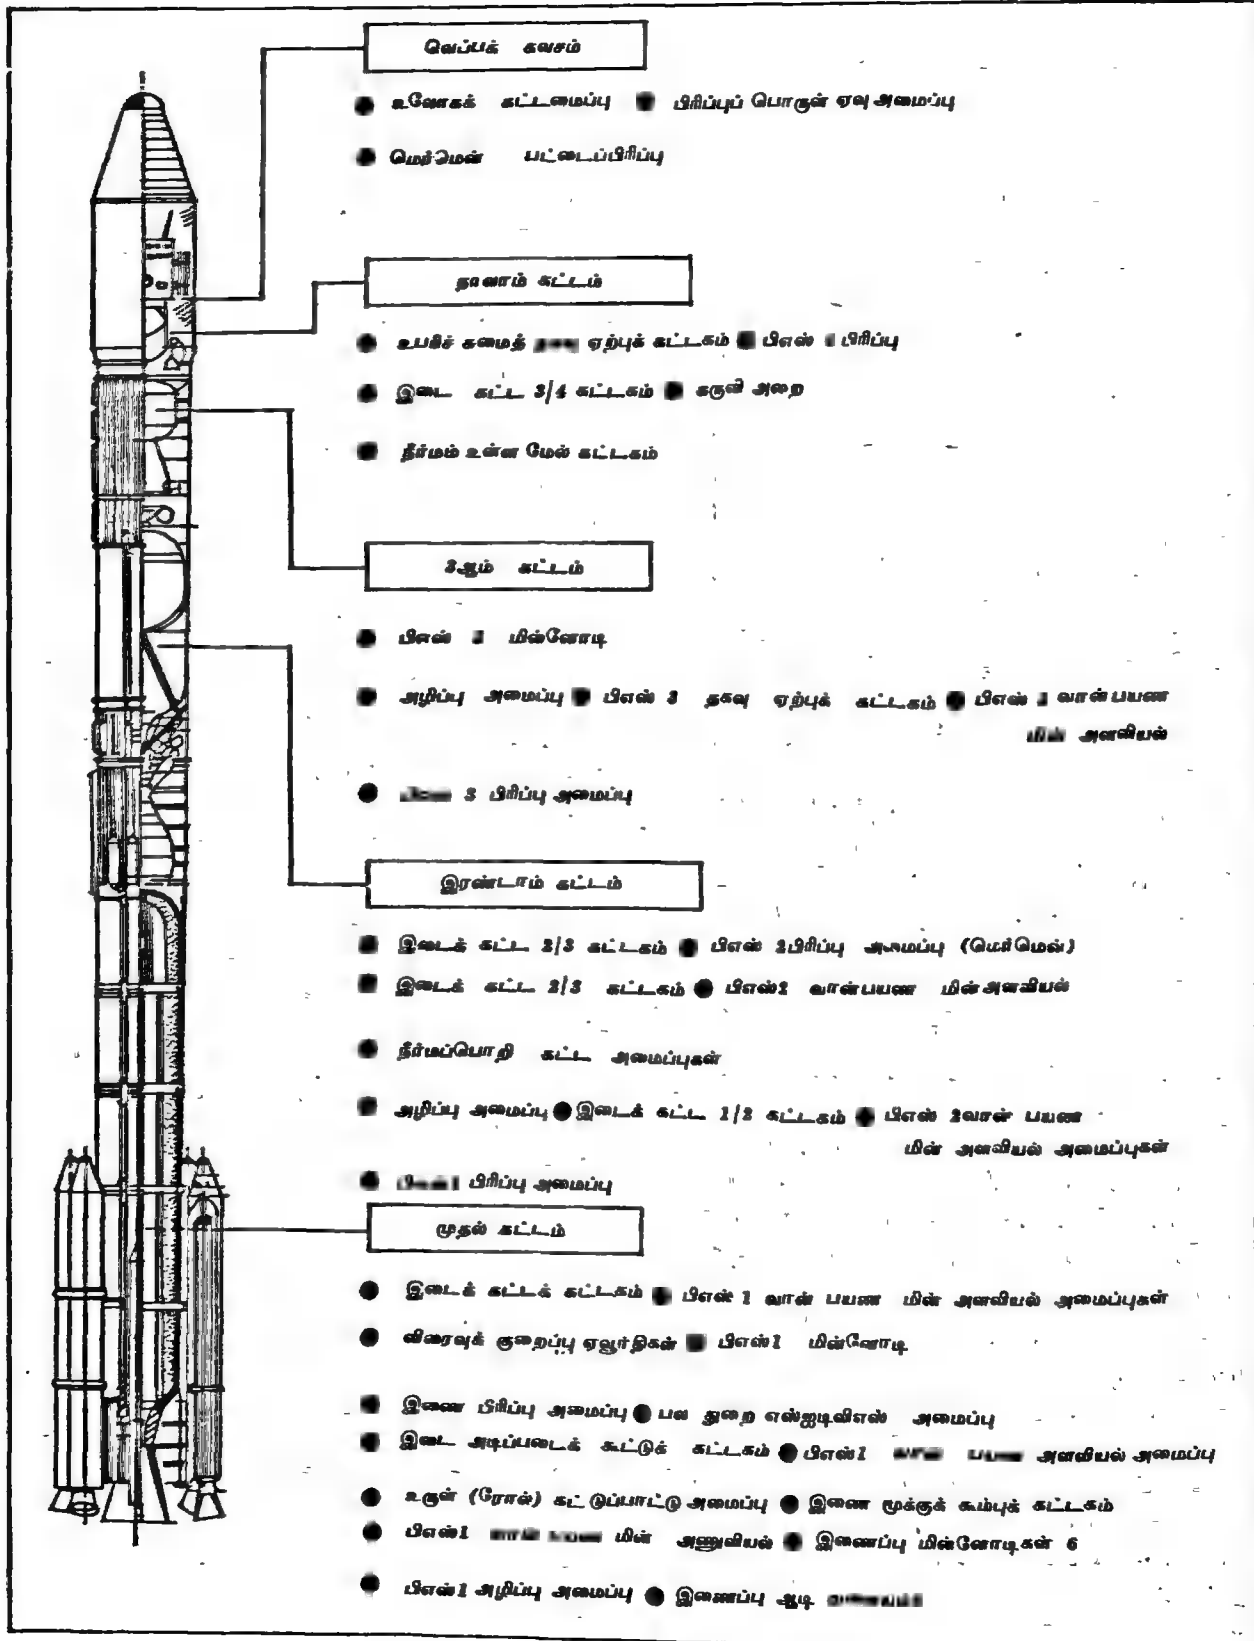 வெப்பக் கவசம்
உலோகக் கட்டமைப்பு பிரிப்புப் பொருள் ஏவு அமைப்பு
மெர்மென் பட்டைப்பிரிப்பு
நாலாம் கட்டம்
உபரிச் சுமைத் ஏற்புக் கட்டகம் பிஎஸ் பிரிப்பு
இடை கட்ட 3/4 கட்டகம் கருவி அறை
நீர்மம் உள்ள மேல் கட்டகம்
3ஆம் கட்டம்
பிஎஸ் மின்னோடி
அழிப்பு அமைப்பு பிஎஸ் 3 தகவு ஏற்புக் கட்டகம் பிஎஸ் வான்பயண
அளவியல்
3 பிரிப்பு அமைப்பு
இரண்டாம் கட்டம்
இடைக் கட்ட 2/3 கட்டகம் பிஎஸ் 2பிரிப்பு அமைப்பு (மெர்மென்)
இடைக் கட்ட 2/3 கட்டகம் பிஎஸ்2 வான்பயண மின்அளவியல்
நீர்மப்பொறி கட்ட அமைப்புகள்
அழிப்பு அமைப்பு இடைக் கட்ட 1/2 கட்டகம் பிஎஸ் 2வான் பயண
மின் அளவியல் அமைப்புகள்
பிரிப்பு அமைப்பு
முதல் கட்டம்
இடைக் கட்டக் கட்டகம் பிஎஸ் 1 வான் பயண மின் அளவியல் அமைப்புகள்
விரைவுக் குறைப்பு ஏவூர்திகள் பிஎஸ்1 மின்னோடி
இணை பிரிப்பு அமைப்பு பல துறை எஸ்ஐடிவிஎஸ் அமைப்பு
இடை அடிப்படைக் கூட்டுக் கட்டகம் பிஎஸ்1 அளவியல் அமைப்பு
உருள் (ரோல்) கட்டுப்பாட்டு அமைப்பு இணை மூக்குக் கூம்புக் கட்டகம்
பிஎஸ்1 மின் அணுவியல் இணைப்பு மின்னோடிகள் 6
பிஎஸ்1 அழிப்பு அமைப்பு இணைப்பு ஆடி